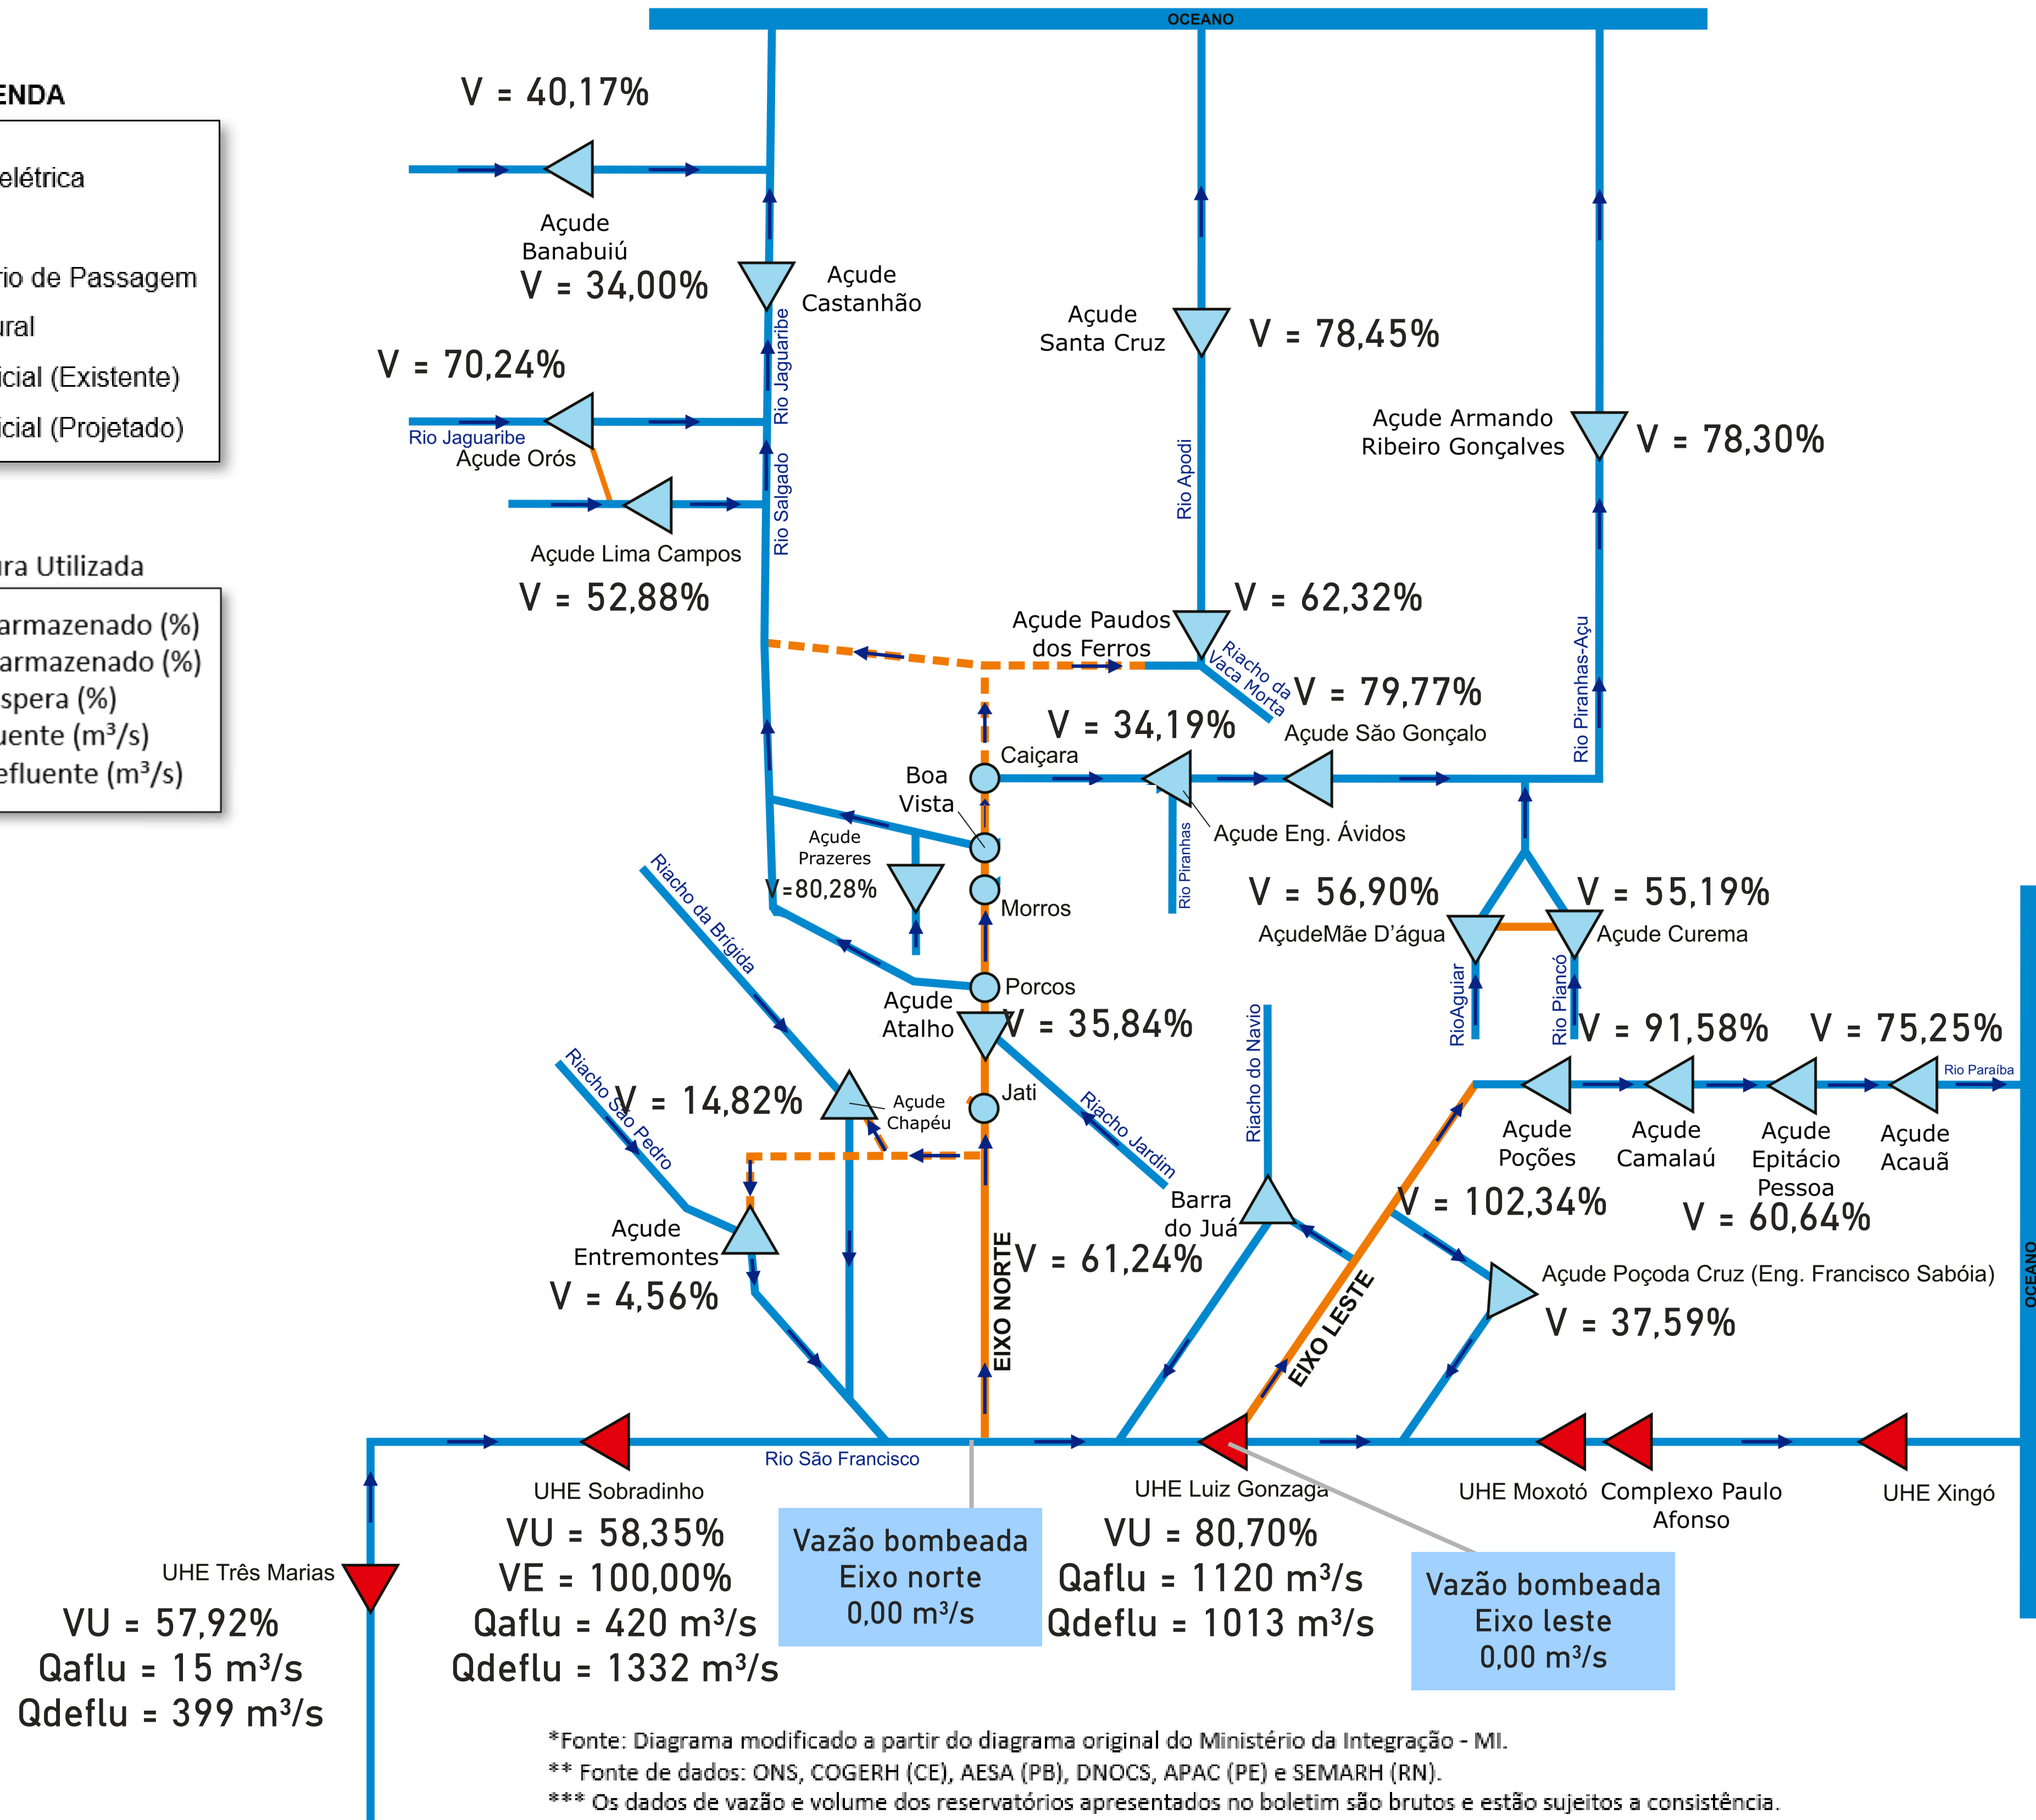 OCEANO
ENDA
elétrica
rio de Passagem
ural
icial (Existente)
icial (Projetado)
ura Utilizada
armazenado (%)
armazenado (%)
spera (%)
uente (m³/s)
efluente (m³/s)
V = 40,17%
Açude
Banabuiú
V = 34,00%
Açude
Castanhão
V = 70,24%
Rio Jaguaribe
Açude Orós
Rio Jaguaribe
Rio Salgado
Açude Lima Campos
V = 52,88%
Açude
Santa Cruz
V = 78,45%
Rio Apodi
Açude Armando
Ribeiro Gonçalves
V = 78,30%
Rio Piranhas-Açu
Açude Paudos
dos Ferros
V = 62,32%
Riacho da
Vaca Morta
V = 79,77%
Açude São Gonçalo
V = 34,19%
Caiçara
Boa
Vista
Açude Eng. Ávidos
Rio Piranhas
Açude
Prazeres
V=80,28%
Morros
Porcos
Açude
Atalho
V = 35,84%
Jati
Riacho Jardim
Riacho da Brígida
Riacho São Pedro
V = 14,82%
Açude
Chapéu
Açude
Entremontes
V = 4,56%
EIXO NORTE
V = 56,90%
AçudeMãe D'água
V = 55,19%
Açude Curema
RioAguiar
Rio Piancó
V = 91,58%
V = 75,25%
Rio Paraíba
Açude
Poções
Açude
Camalaú
Açude
Epitácio
Pessoa
Açude
Acauã
V = 102,34%
V = 60,64%
Riacho do Navio
Barra
do Juá
V = 61,24%
EIXO LESTE
Açude Poçoda Cruz (Eng. Francisco Sabóia)
V = 37,59%
OCEANO
Rio São Francisco
UHE Sobradinho
VU = 58,35%
VE = 100,00%
Qaflu = 420 m³/s
Qdeflu = 1332 m³/s
Vazão bombeada
Eixo norte
0,00 m³/s
UHE Luiz Gonzaga
VU = 80,70%
Qaflu = 1120 m³/s
Qdeflu = 1013 m³/s
Vazão bombeada
Eixo leste
0,00 m³/s
UHE Moxotó
Complexo Paulo
Afonso
UHE Xingó
UHE Três Marias
VU = 57,92%
Qaflu = 15 m³/s
Qdeflu = 399 m³/s
*Fonte: Diagrama modificado a partir do diagrama original do Ministério da Integração - MI.
** Fonte de dados: ONS, COGERH (CE), AESA (PB), DNOCS, APAC (PE) e SEMARH (RN).
*** Os dados de vazão e volume dos reservatórios apresentados no boletim são brutos e estão sujeitos a consistência.